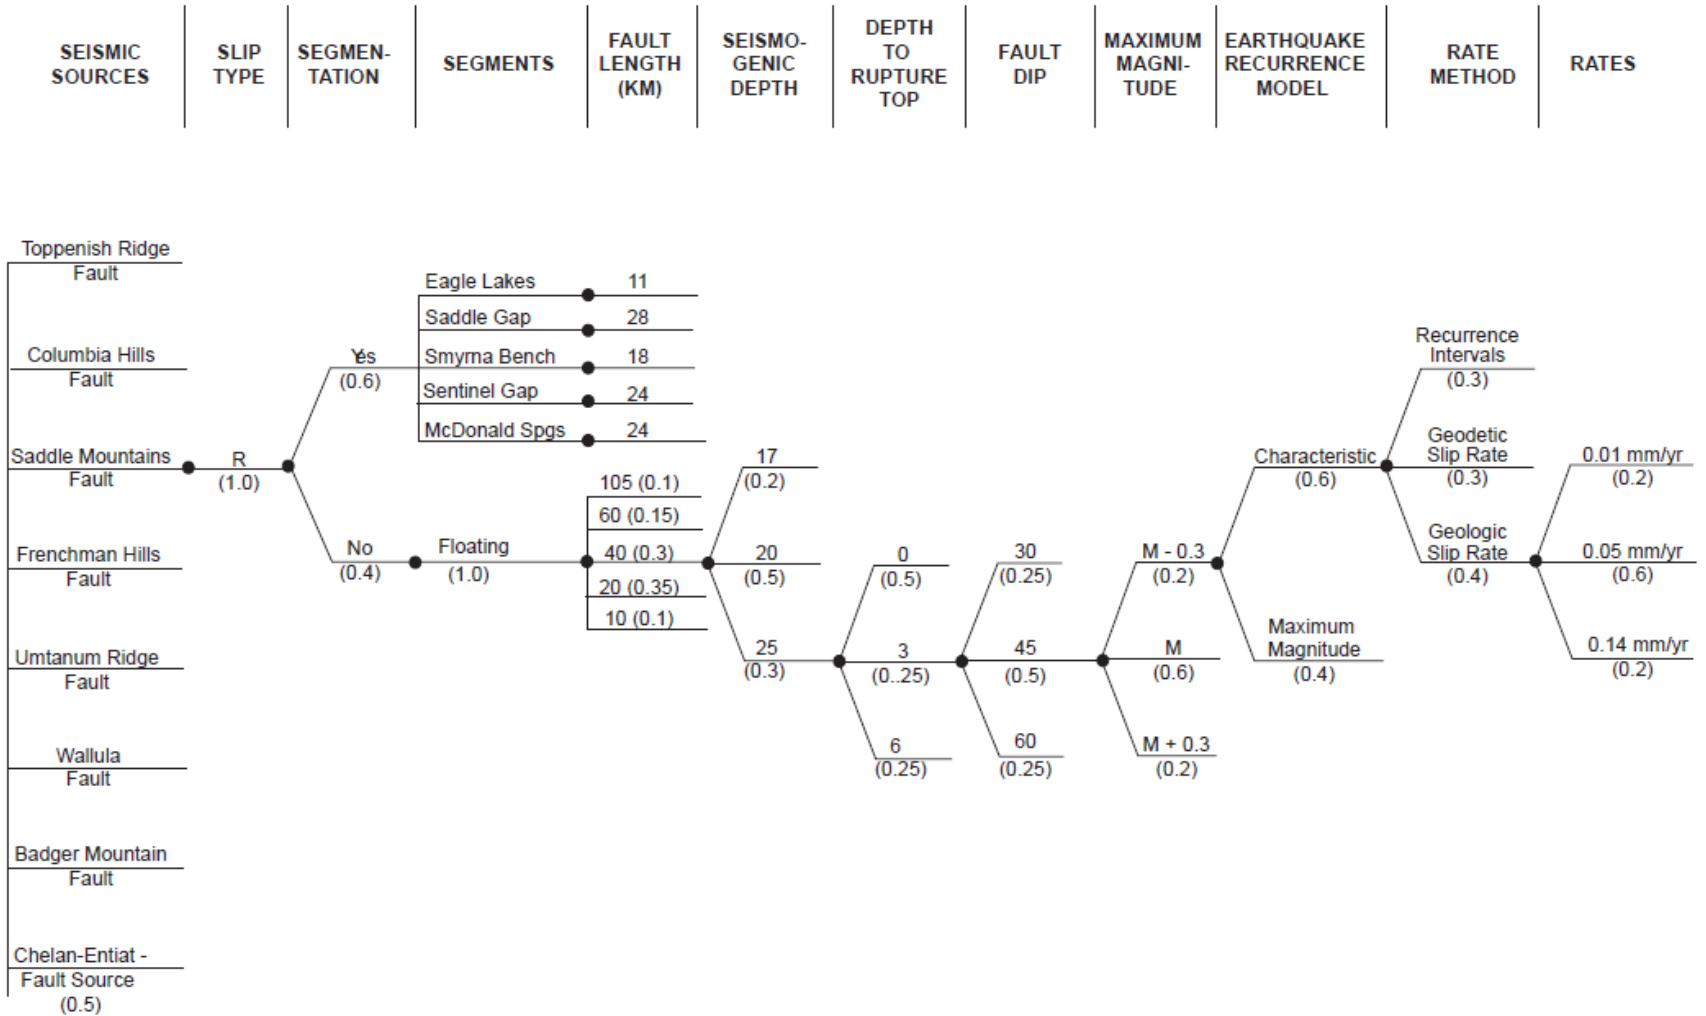 SEISMIC
SOURCES
SLIP
TYPE
SEGMEN-
TATION
SEGMENTS
FAULT
LENGTH
(KM)
SEISMO-
GENIC
DEPTH
DEPTH
TO
RUPTURE
TOP
FAULT
DIP
MAXIMUM
MAGNI-
TUDE
EARTHQUAKE
RECURRENCE
MODEL
RATE
METHOD
RATES
Toppenish Ridge
Fault
Columbia Hills
Fault
Saddle Mountains
Fault
Frenchman Hills
Fault
Umtanum Ridge
Fault
Wallula
Fault
Badger Mountain
Fault
Chelan-Entiat -
Fault Source
(0.5)
R
(1.0)
Yes
(0.6)
No
(0.4)
Eagle Lakes
Saddle Gap
Smyrna Bench
Sentinel Gap
McDonald Spgs
Floating
(1.0)
11
28
18
24
24
105 (0.1)
60 (0.15)
40 (0.3)
20 (0.35)
10 (0.1)
17
(0.2)
20
(0.5)
25
(0.3)
0
(0.5)
3
(0..25)
6
(0.25)
30
(0.25)
45
(0.5)
60
(0.25)
M - 0.3
(0.2)
M
(0.6)
M + 0.3
(0.2)
Characteristic
(0.6)
Maximum
Magnitude
(0.4)
Recurrence
Intervals
(0.3)
Geodetic
Slip Rate
(0.3)
Geologic
Slip Rate
(0.4)
0.01 mm/yr
(0.2)
0.05 mm/yr
(0.6)
0.14 mm/yr
(0.2)